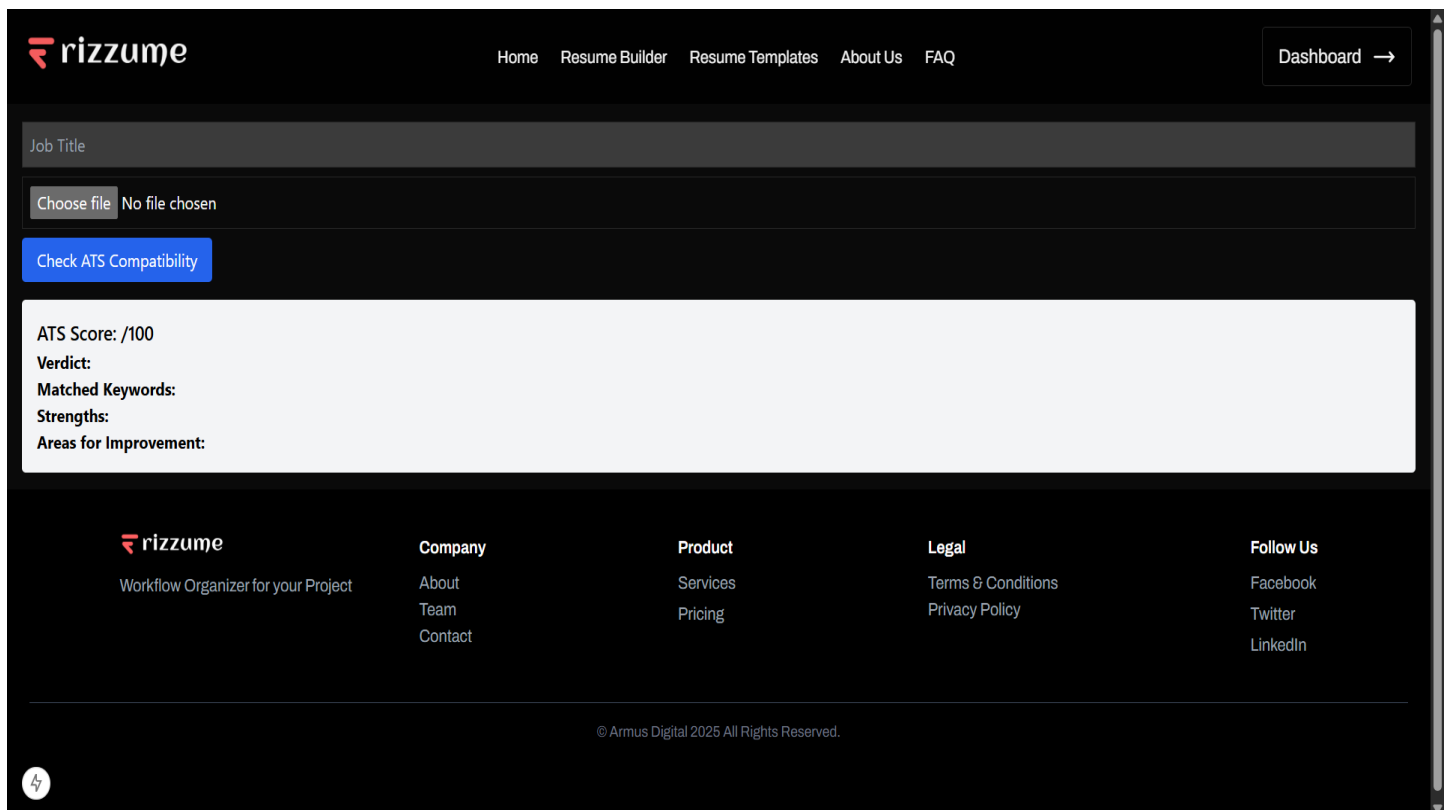 rizzume
Home Resume Builder Resume Templates About Us FAQ
Dashboard →
Job Title
Choose file No file chosen
Check ATS Compatibility
ATS Score: /100
Verdict:
Matched Keywords:
Strengths:
Areas for Improvement:
rizzume
Workflow Organizer for your Project
Company
About
Team
Contact
Product
Services
Pricing
Legal
Terms & Conditions
Privacy Policy
Follow Us
Facebook
Twitter
LinkedIn
© Armus Digital 2025 All Rights Reserved.